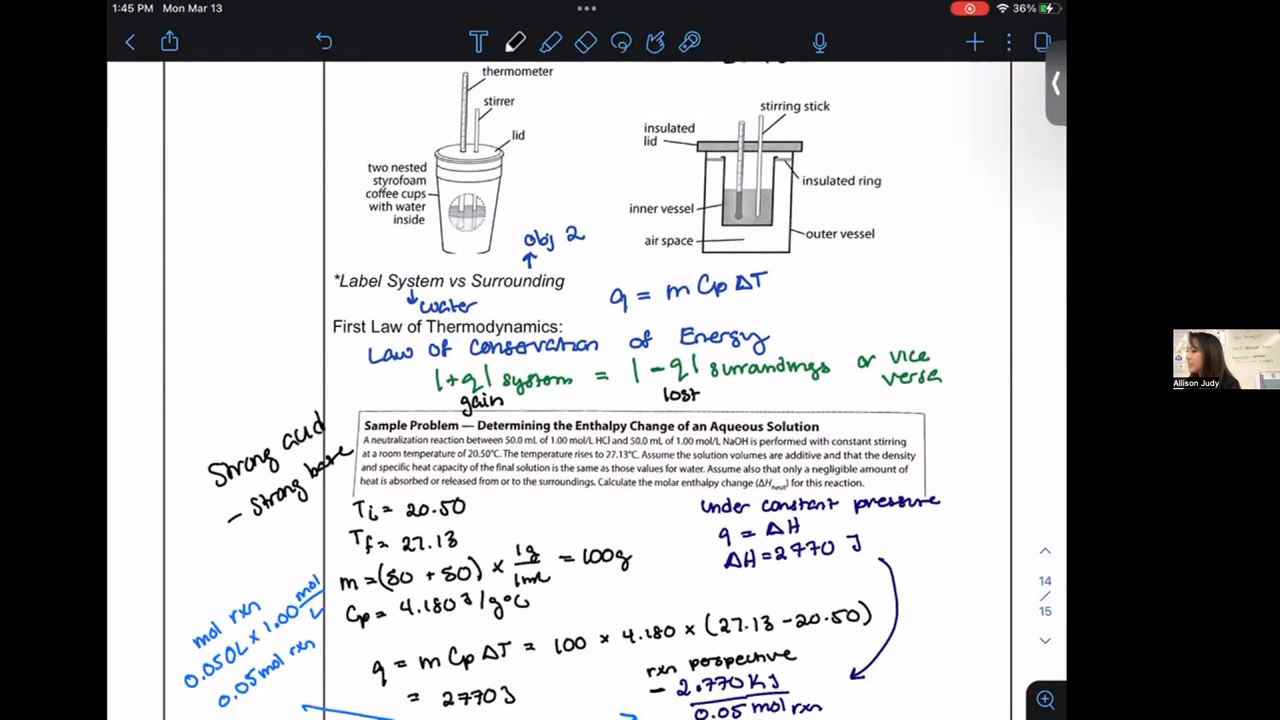 1:45 PM Mon Mar 13
36%
thermometer
stirrer
lid
two nested
styrofoam
coffee cups
with water
inside
stirring stick
insulated
lid
insulated ring
inner vessel
outer vessel
air space
obj 2
*Label System vs Surrounding
water
q = m Cp ΔT
First Law of Thermodynamics:
Law of Conservation of Energy
|+q| system = |-q| surrandings or vice
versa
gain
lost
Sample Problem — Determining the Enthalpy Change of an Aqueous Solution
A neutralization reaction between 50.0 mL of 1.00 mol/L HCl and 50.0 mL of 1.00 mol/L NaOH is performed with constant stirring
at a room temperature of 20.50°C. The temperature rises to 27.13°C. Assume the solution volumes are additive and that the density
and specific heat capacity of the final solution is the same as those values for water. Assume also that only a negligible amount of
heat is absorbed or released from or to the surroundings. Calculate the molar enthalpy change (ΔHneut) for this reaction.
Strong acid
- Strong base
Ti = 20.50
Tf = 27.13
m = (50 + 50) × 1g/1mL = 100g
Cp = 4.180 J/g°C
under constant pressure
q = ΔH
ΔH = 2770 J
mol rxn
0.050L × 1.00 mol/L
0.05 mol rxn
q = m Cp ΔT = 100 × 4.180 × (27.13 - 20.50)
= 2770 J
rxn perspective
- 2.770 KJ
0.05 mol rxn
14
/
15
Allison Judy